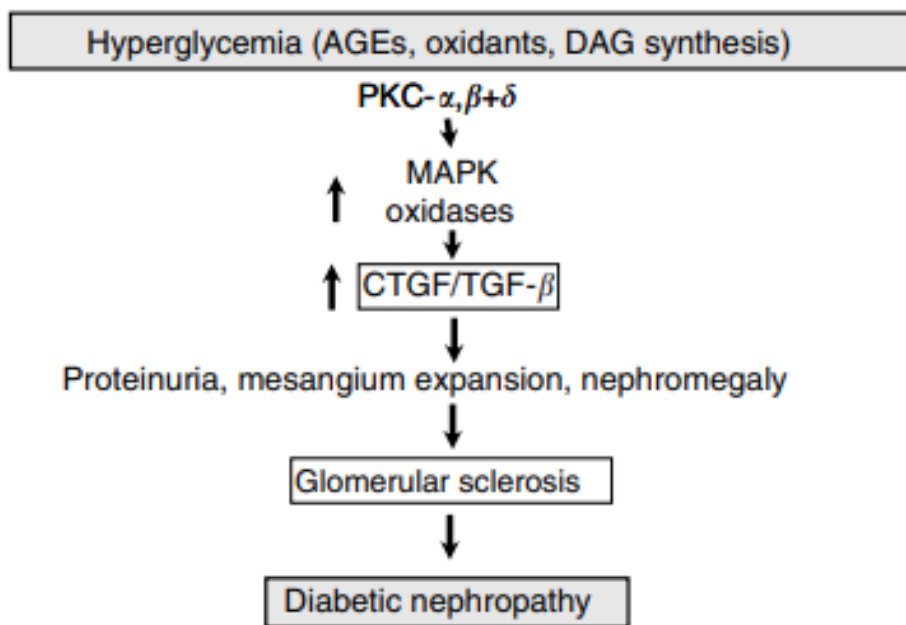 Hyperglycemia (AGEs, oxidants, DAG synthesis)
PKC-α,β+δ
MAPK
oxidases
CTGF/TGF-β
Proteinuria, mesangium expansion, nephromegaly
Glomerular sclerosis
Diabetic nephropathy